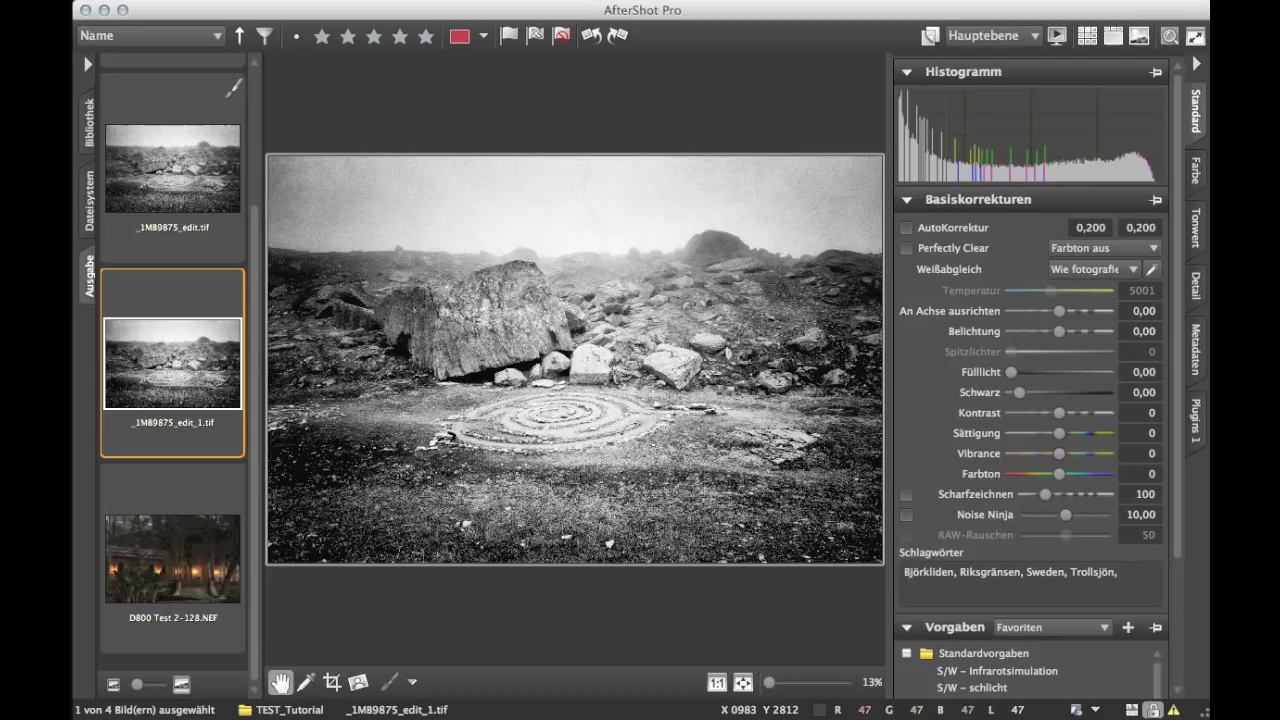 AfterShot Pro
Name
Hauptebene
Bibliothek
Dateisystem
Ausgabe
_1MB9875_edit.tif
_1MB9875_edit_1.tif
D800 Test 2-128.NEF
Histogramm
Basiskorrekturen
AutoKorrektur 0,200 0,200
Perfectly Clear Farbton aus
Weißabgleich Wie fotografie
Temperatur 5001
An Achse ausrichten 0,00
Belichtung 0,00
Spitzlichter 0
Fülllicht 0,00
Schwarz 0,00
Kontrast 0
Sättigung 0
Vibrance 0
Farbton 0
Scharfzeichnen 100
Noise Ninja 10,00
RAW-Rauschen 50
Schlagwörter
Björkliden, Riksgränsen, Sweden, Trollsjön,
Vorgaben Favoriten
Standardvorgaben
S/W - Infrarotsimulation
S/W - schlicht
Standard
Farbe
Tonwert
Detail
Metadaten
Plugins 1
1:1
13%
1 von 4 Bild(ern) ausgewählt TEST_Tutorial _1MB9875_edit_1.tif X 0983 Y 2812 R 47 G 47 B 47 L 47